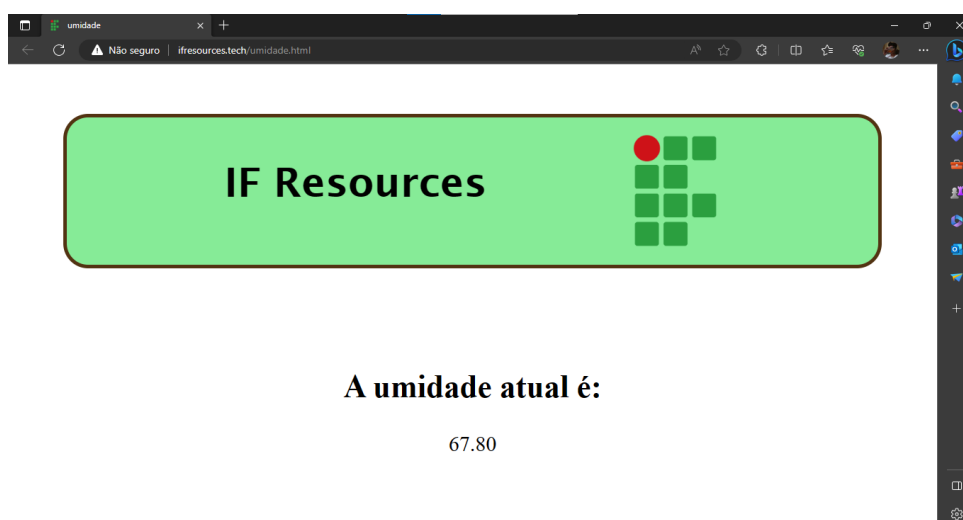 umidade
Não seguro | ifresources.tech/umidade.html
IF Resources
A umidade atual é:
67.80